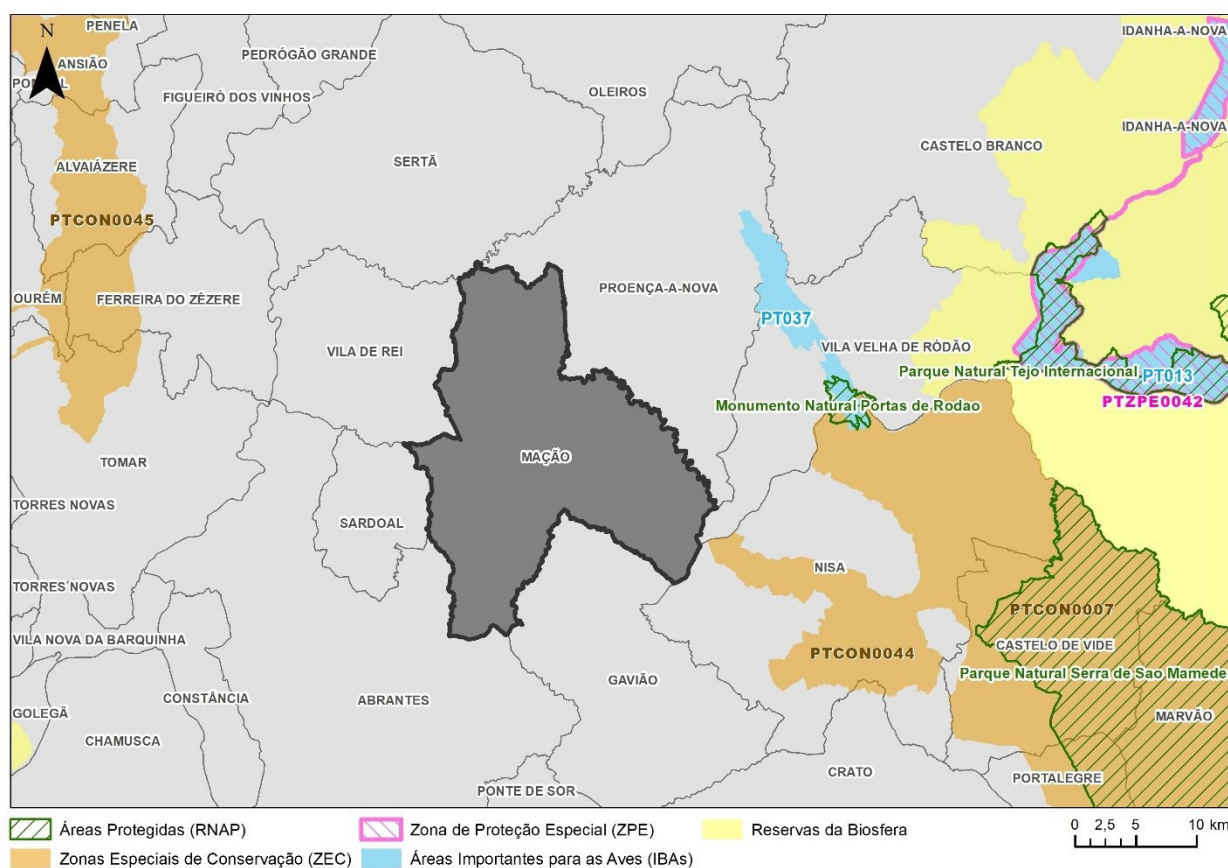 PENELA
IDANHA-A-NOVA
N
PEDRÓGÃO GRANDE
ANSIÃO
OLEIROS
FIGUEIRÓ DOS VINHOS
IDANHA-A-NOVA
CASTELO BRANCO
SERTÃ
ALVAIÁZERE
PTCON0045
PROENÇA-A-NOVA
OURÉM
FERREIRA DO ZÊZERE
PT037
VILA DE REI
VILA VELHA DE RÓDÃO
Parque Natural Tejo Internacional
PT013
PTZPE0042
Monumento Natural Portas de Rodao
MAÇÃO
TOMAR
TORRES NOVAS
SARDOAL
NISA
TORRES NOVAS
PTCON0007
VILA NOVA DA BARQUINHA
CASTELO DE VIDE
PTCON0044
Parque Natural Serra de Sao Mamede
GAVIÃO
CONSTÂNCIA
ABRANTES
GOLEGÃ
MARVÃO
CHAMUSCA
CRATO
PORTALEGRE
PONTE DE SOR
Áreas Protegidas (RNAP)
Zona de Proteção Especial (ZPE)
Reservas da Biosfera
Zonas Especiais de Conservação (ZEC)
Áreas Importantes para as Aves (IBAs)
0 2,5 5 10 km